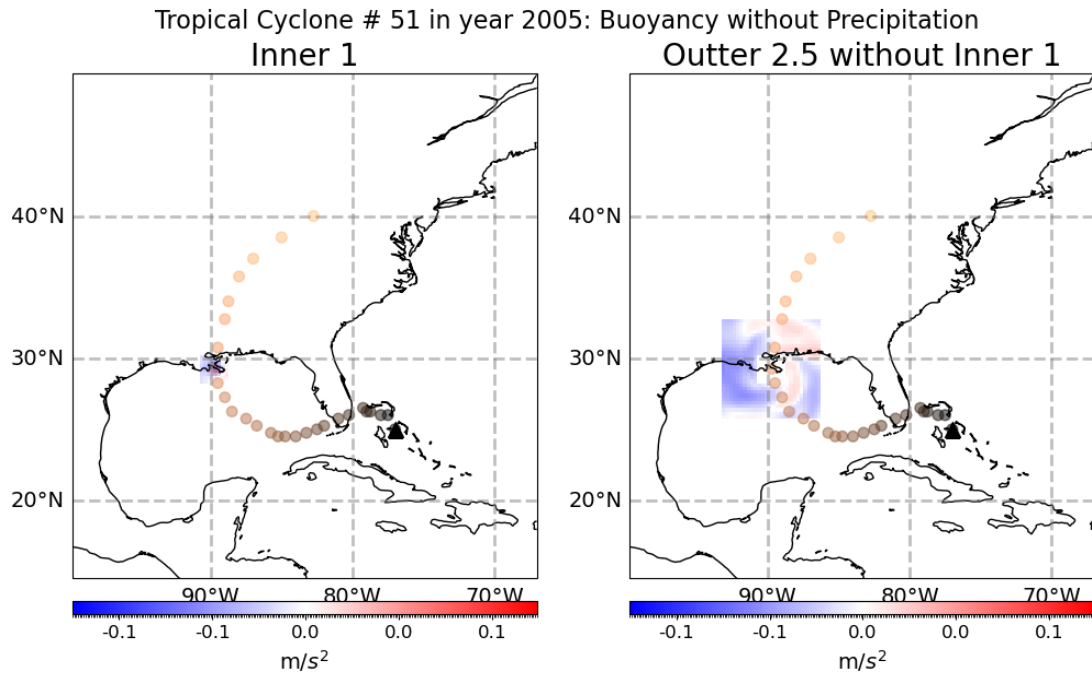 Tropical Cyclone # 51 in year 2005: Buoyancy without Precipitation
Inner 1
Outter 2.5 without Inner 1
40°N
30°N
20°N
90°W
80°W
70°W
-0.1
-0.1
0.0
0.0
0.1
m/s²
40°N
30°N
20°N
90°W
80°W
70°W
-0.1
-0.1
0.0
0.0
0.1
m/s²